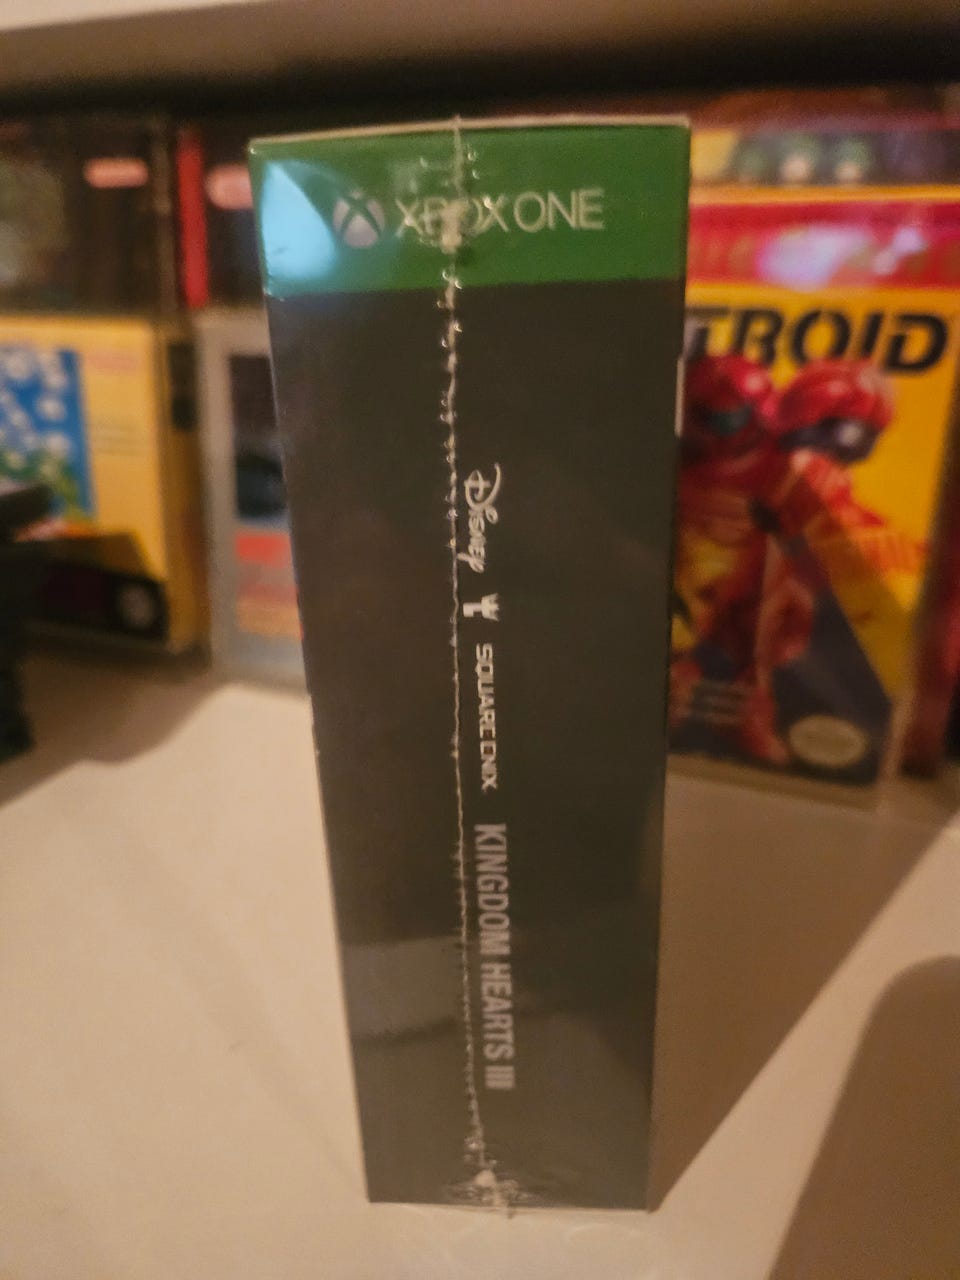 XBOX ONE
Disney
SQUARE ENIX
KINGDOM HEARTS III
TROID